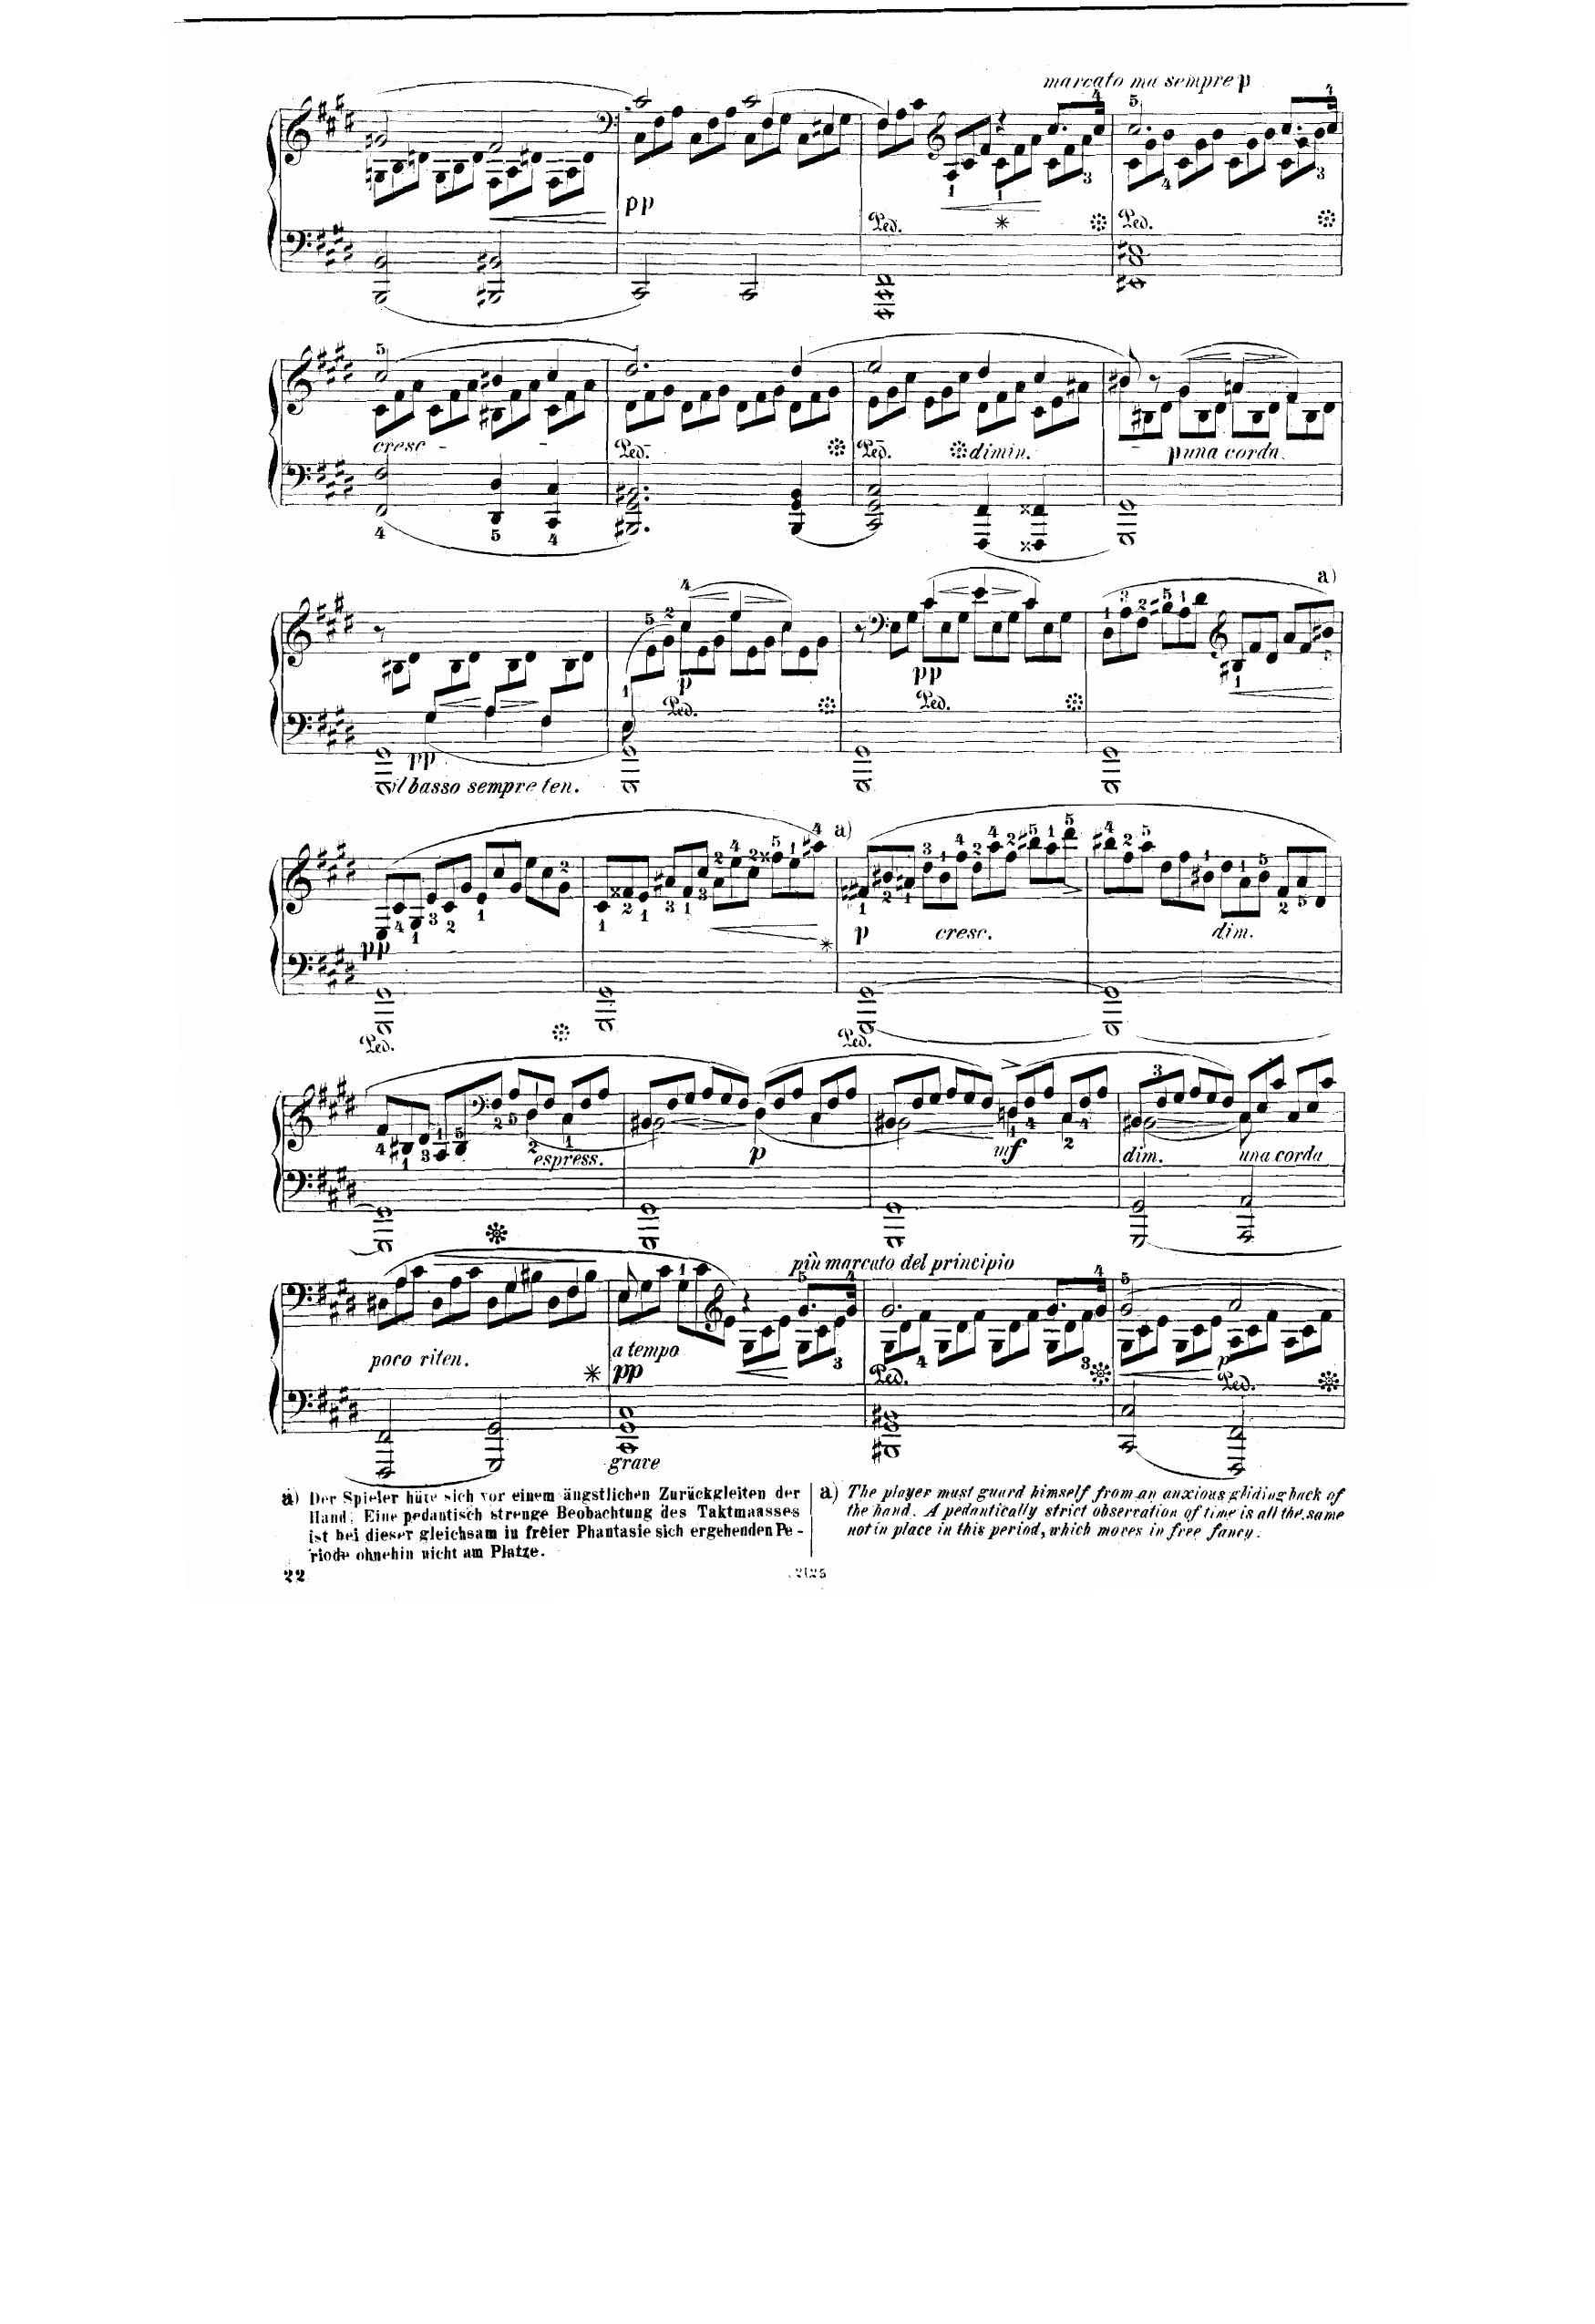 marcato ma sempre p
pp
Ped.
Ped.
cresc -
Ped.
Ped.
dimin.
p una corda.
a)
p
pp
Ped.
Ped.
pp
il basso sempre ten.
a)
pp
p
cresc.
dim.
Ped.
Ped.
espress.
p
mf
dim.
una corda
più marcato del principio
poco riten.
a tempo
pp
Ped.
p
Ped.
grave
a) Der Spieler hüte sich vor einem ängstlichen Zurückgleiten der
Hand. Eine pedantisch strenge Beobachtung des Taktmaasses
ist bei dieser gleichsam in freier Phantasie sich ergehenden Pe-
riode ohnehin nicht am Platze.
a) The player must guard himself from an anxious gliding back of
the hand. A pedantically strict observation of time is all the same
not in place in this period, which moves in free fancy.
22